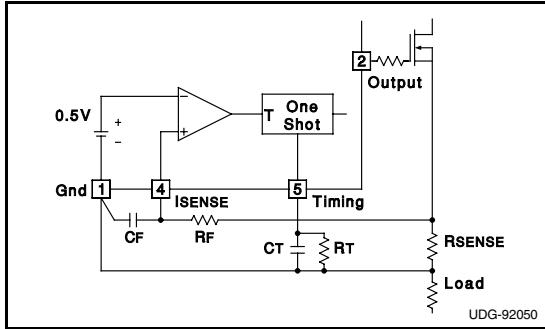 2
Output
0.5V
+
−
−
+
T
One
Shot
Gnd
1
4
ISENSE
5
Timing
CF
RF
CT
RT
RSENSE
Load
UDG-92050